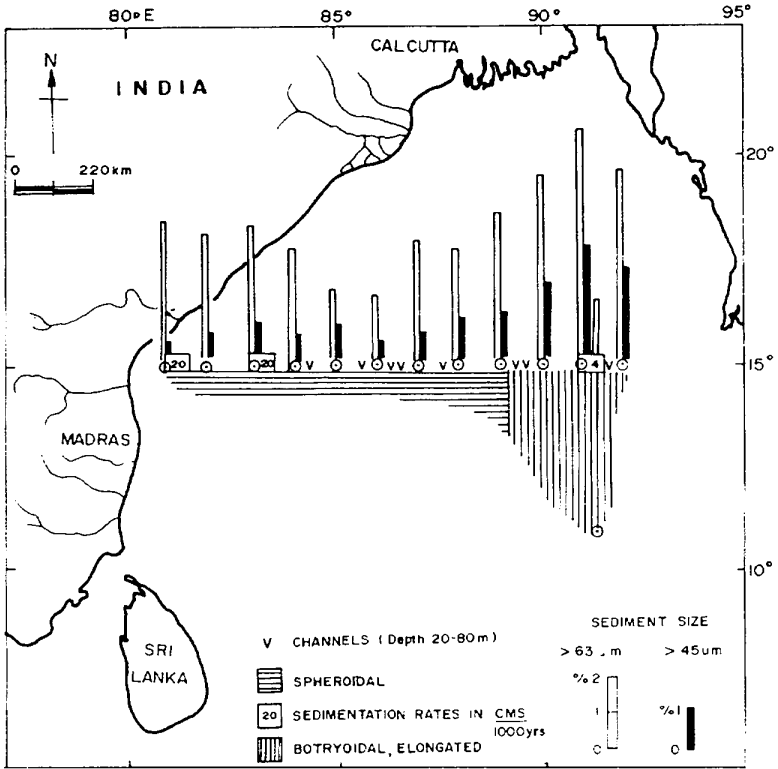 80°E 85° 90° 95°
CALCUTTA
N
INDIA
20°
0 220km
20 20 V V V V V V V 4 V
15° 15°
MADRAS
10°
SRI
LANKA
V CHANNELS (Depth 20-80m)
SPHEROIDAL
20 SEDIMENTATION RATES IN CMS
1000yrs
BOTRYOIDAL, ELONGATED
SEDIMENT SIZE
> 63 m > 45um
% 2
1
0
% 1
0